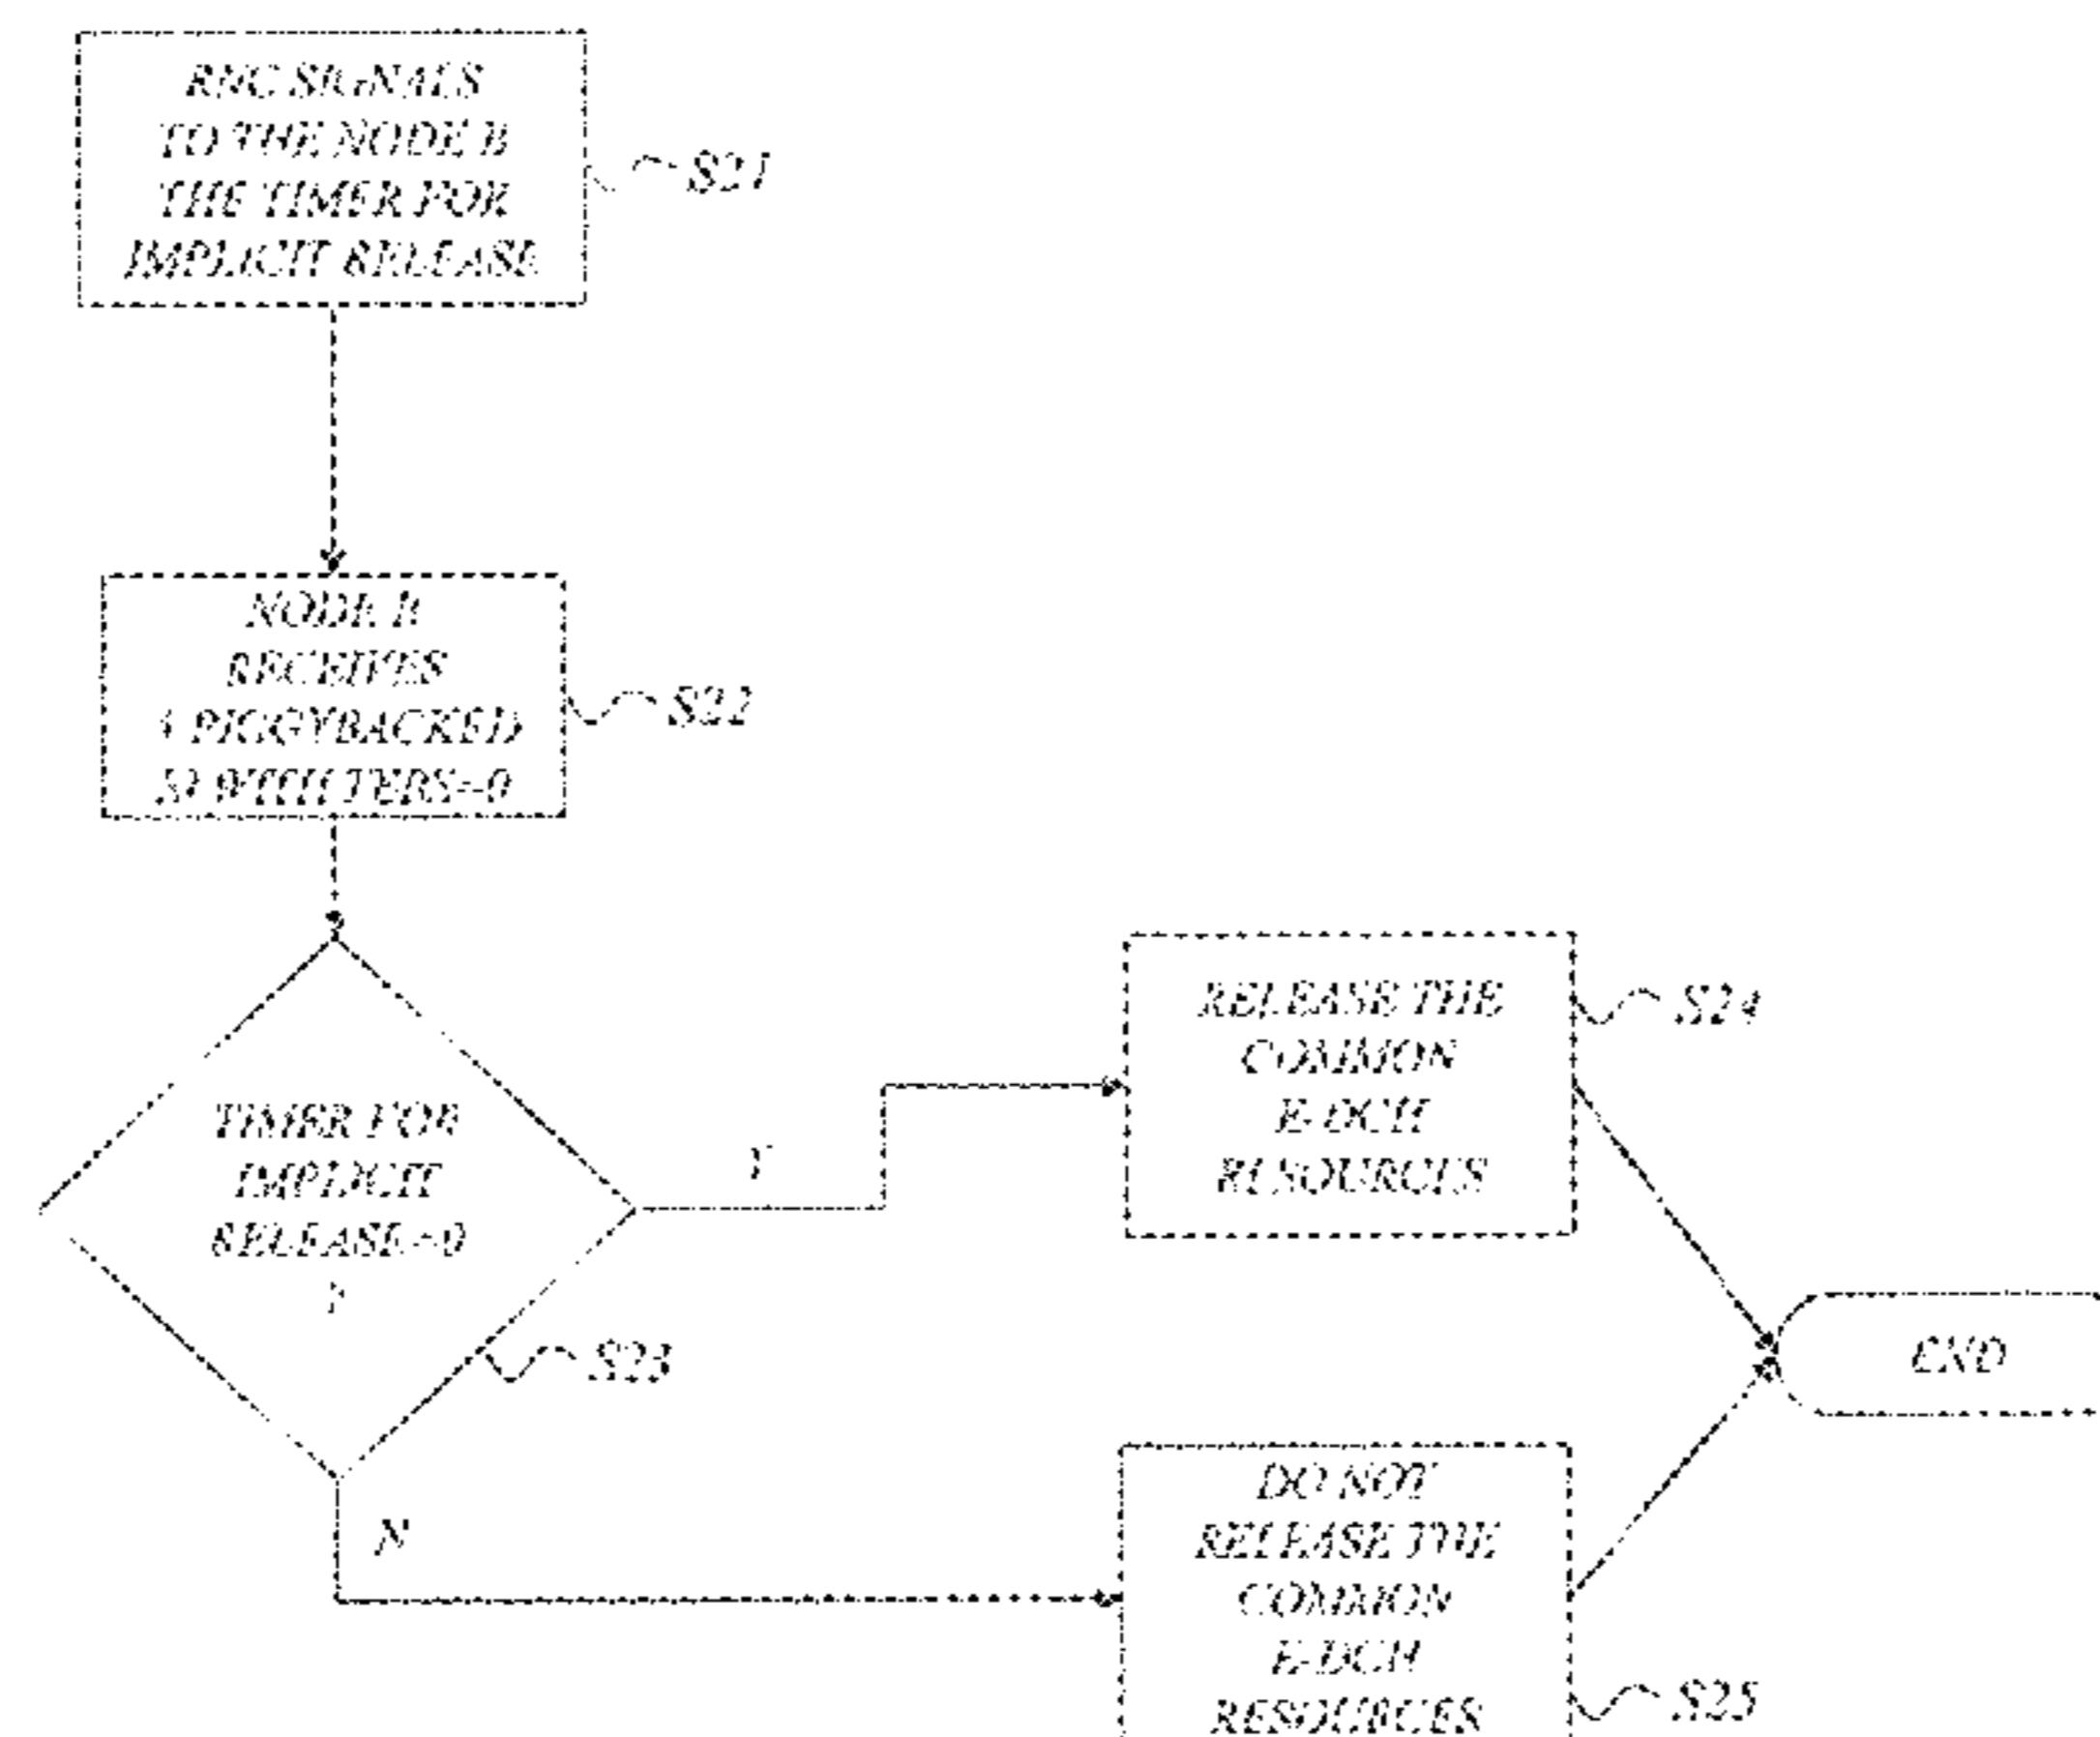 RNC SIGNALS
TO THE NODE B
THE TIMER FOR
IMPLICIT RELEASE
S21
NODE B
RECEIVES
A PIGGYBACKED
SI WITH TEBS=0
S22
TIMER FOR
IMPLICIT
RELEASE=0
?
S23
Y
N
RELEASE THE
COMMON
E-DCH
RESOURCES
S24
DO NOT
RELEASE THE
COMMON
E-DCH
RESOURCES
S25
END